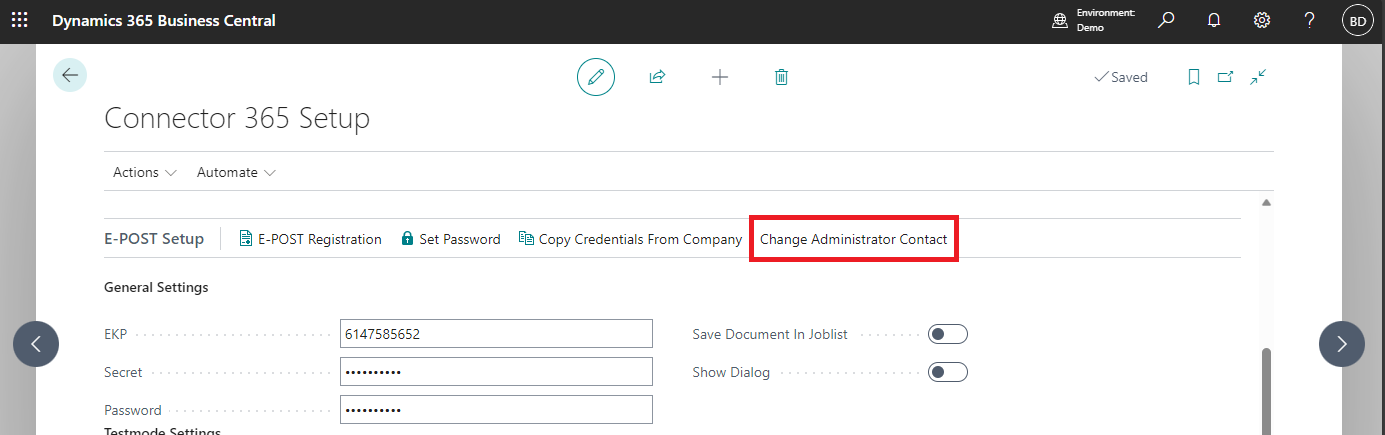 Dynamics 365 Business Central
Environment:
Demo
BD
Saved
Connector 365 Setup
Actions
Automate
E-POST Setup
E-POST Registration
Set Password
Copy Credentials From Company
Change Administrator Contact
General Settings
EKP
6147585652
Save Document In Joblist
Secret
••••••••••
Show Dialog
Password
••••••••••
Testmode Settings